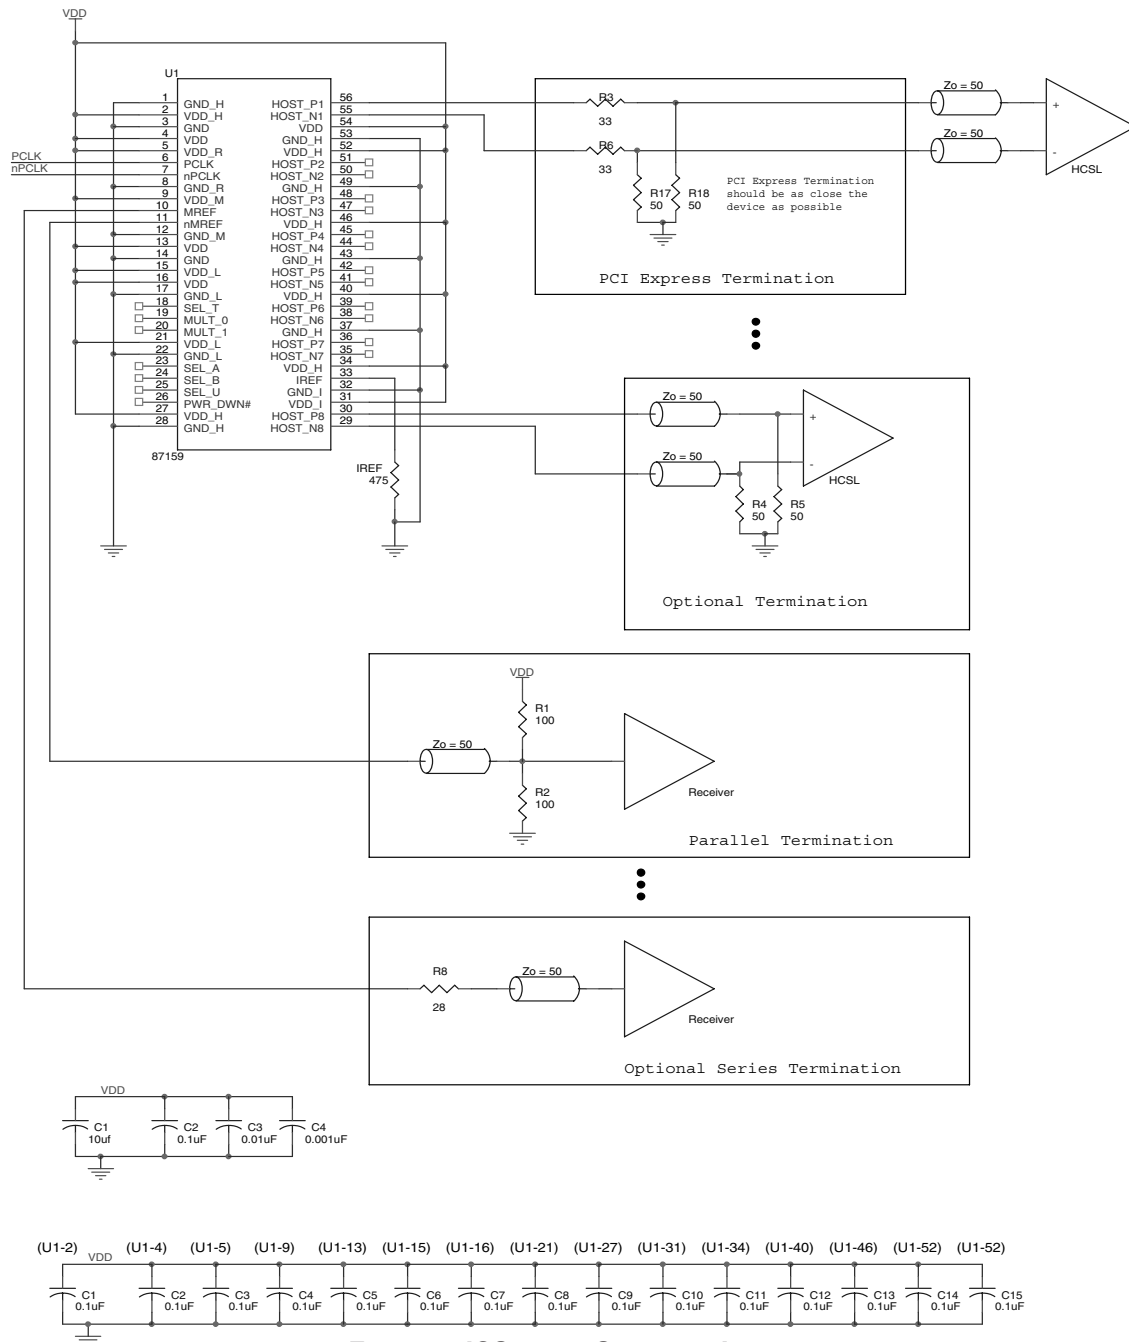 VDD
U1
1 GND_H HOST_P1 56
2 VDD_H HOST_N1 55
3 GND VDD 54
4 VDD GND_H 53
5 VDD_R VDD_H 52
PCLK 6 PCLK HOST_P2 51
nPCLK 7 nPCLK HOST_N2 50
8 GND_R GND_H 49
9 VDD_M HOST_P3 48
10 MREF HOST_N3 47
11 nMREF VDD_H 46
12 GND_M HOST_P4 45
13 VDD HOST_N4 44
14 GND GND_H 43
15 VDD_L HOST_P5 42
16 VDD HOST_N5 41
17 GND_L VDD_H 40
18 SEL_T HOST_P6 39
19 MULT_0 HOST_N6 38
20 MULT_1 GND_H 37
21 VDD_L HOST_P7 36
22 GND_L HOST_N7 35
23 SEL_A VDD_H 34
24 SEL_B IREF 33
25 SEL_U GND_I 32
26 PWR_DWN# VDD_I 31
27 VDD_H HOST_P8 30
28 GND_H HOST_N8 29
87159
IREF
475
R3
33
R6
33
R17
50
R18
50
PCI Express Termination
should be as close the
device as possible
PCI Express Termination
Zo = 50
Zo = 50
+
-
HCSL
Zo = 50
Zo = 50
+
-
HCSL
R4
50
R5
50
Optional Termination
VDD
R1
100
Zo = 50
R2
100
Receiver
Parallel Termination
R8
28
Zo = 50
Receiver
Optional Series Termination
VDD
C1
10uf
C2
0.1uF
C3
0.01uF
C4
0.001uF
(U1-2) VDD (U1-4) (U1-5) (U1-9) (U1-13) (U1-15) (U1-16) (U1-21) (U1-27) (U1-31) (U1-34) (U1-40) (U1-46) (U1-52) (U1-52)
C1 C2 C3 C4 C5 C6 C7 C8 C9 C10 C11 C12 C13 C14 C15
0.1uF 0.1uF 0.1uF 0.1uF 0.1uF 0.1uF 0.1uF 0.1uF 0.1uF 0.1uF 0.1uF 0.1uF 0.1uF 0.1uF 0.1uF